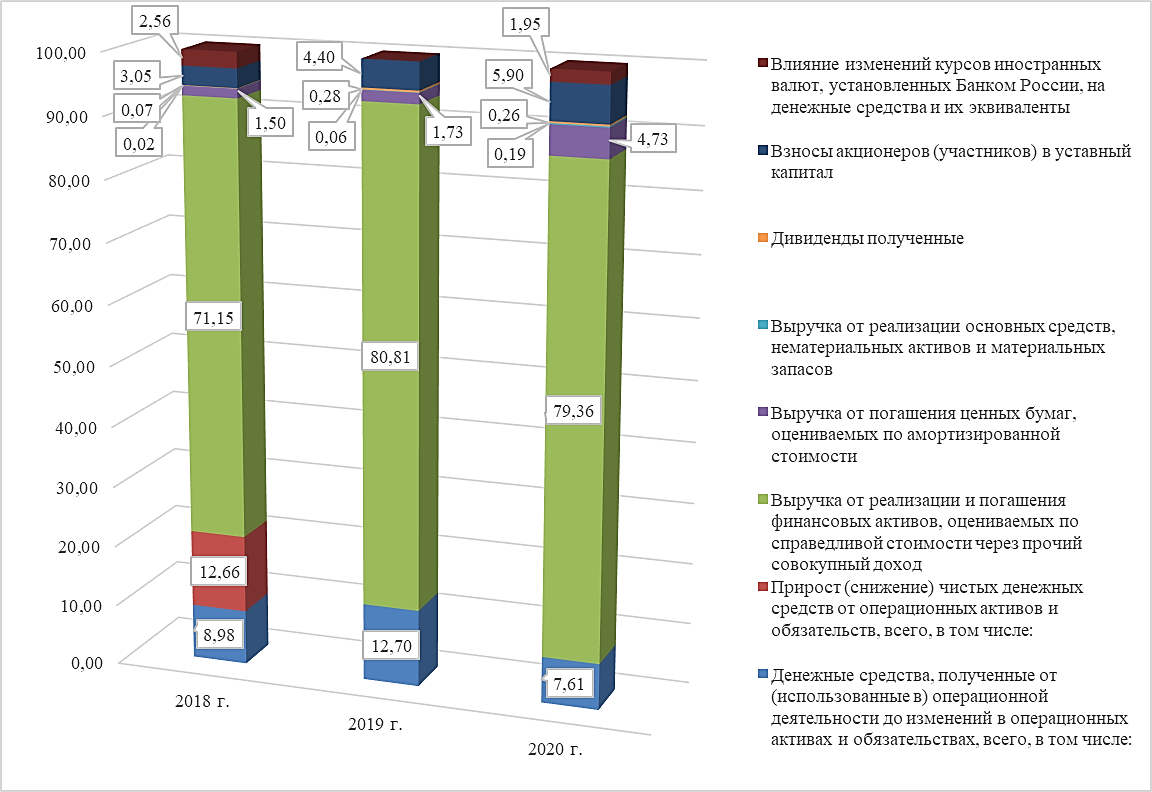 100,00
90,00
80,00
70,00
60,00
50,00
40,00
30,00
20,00
10,00
0,00
2,56
3,05
0,07
0,02
1,50
71,15
12,66
8,98
4,40
0,28
0,06
1,73
80,81
12,70
1,95
5,90
0,26
0,19
4,73
79,36
7,61
2018 г.
2019 г.
2020 г.
Влияние изменений курсов иностранных
валют, установленных Банком России, на
денежные средства и их эквиваленты
Взносы акционеров (участников) в уставный
капитал
Дивиденды полученные
Выручка от реализации основных средств,
нематериальных активов и материальных
запасов
Выручка от погашения ценных бумаг,
оцениваемых по амортизированной
стоимости
Выручка от реализации и погашения
финансовых активов, оцениваемых по
справедливой стоимости через прочий
совокупный доход
Прирост (снижение) чистых денежных
средств от операционных активов и
обязательств, всего, в том числе:
Денежные средства, полученные от
(использованные в) операционной
деятельности до изменений в операционных
активах и обязательствах, всего, в том числе: